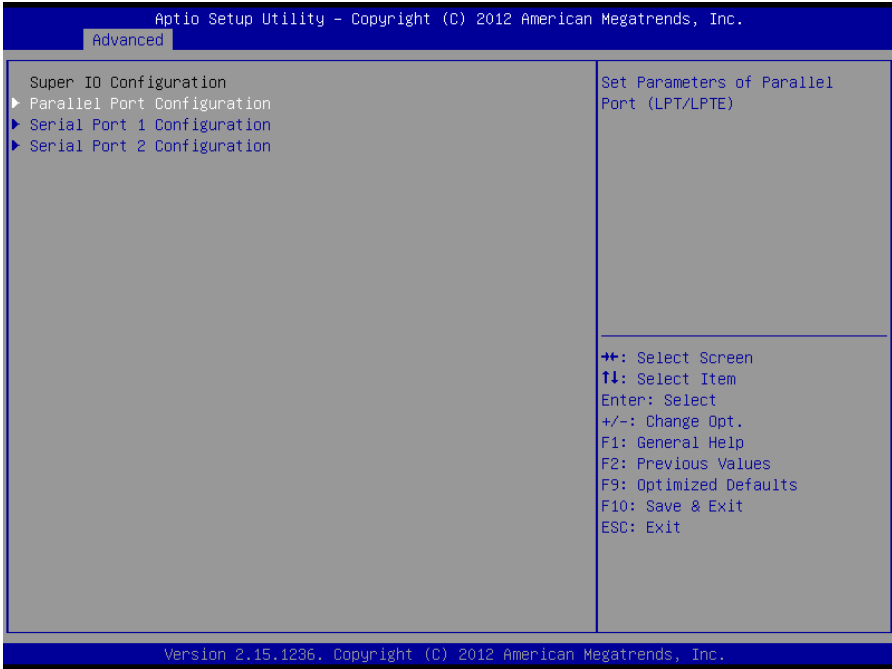 Aptio Setup Utility – Copyright (C) 2012 American Megatrends, Inc.
Advanced
Super IO Configuration
Parallel Port Configuration
Serial Port 1 Configuration
Serial Port 2 Configuration
Set Parameters of Parallel
Port (LPT/LPTE)
→←: Select Screen
↑↓: Select Item
Enter: Select
+/-: Change Opt.
F1: General Help
F2: Previous Values
F9: Optimized Defaults
F10: Save & Exit
ESC: Exit
Version 2.15.1236. Copyright (C) 2012 American Megatrends, Inc.